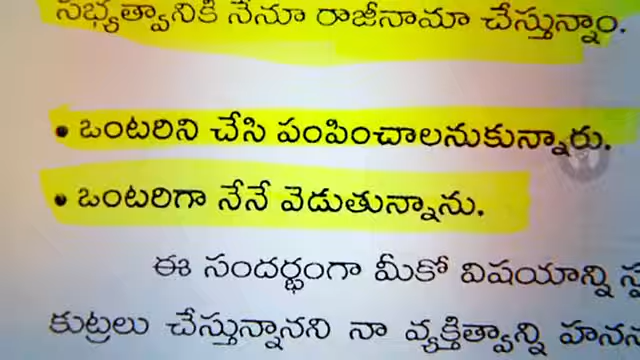 సభ్యత్వానికి నేనూ రాజీనామా చేస్తున్నాం.
• ఒంటరిని చేసి పంపించాలనుకున్నారు.
• ఒంటరిగా నేనే వెడుతున్నాను.
ఈ సందర్భంగా మీకో విషయాన్ని
కుట్రలు చేస్తున్నానని నా వ్యక్తిత్వాన్ని